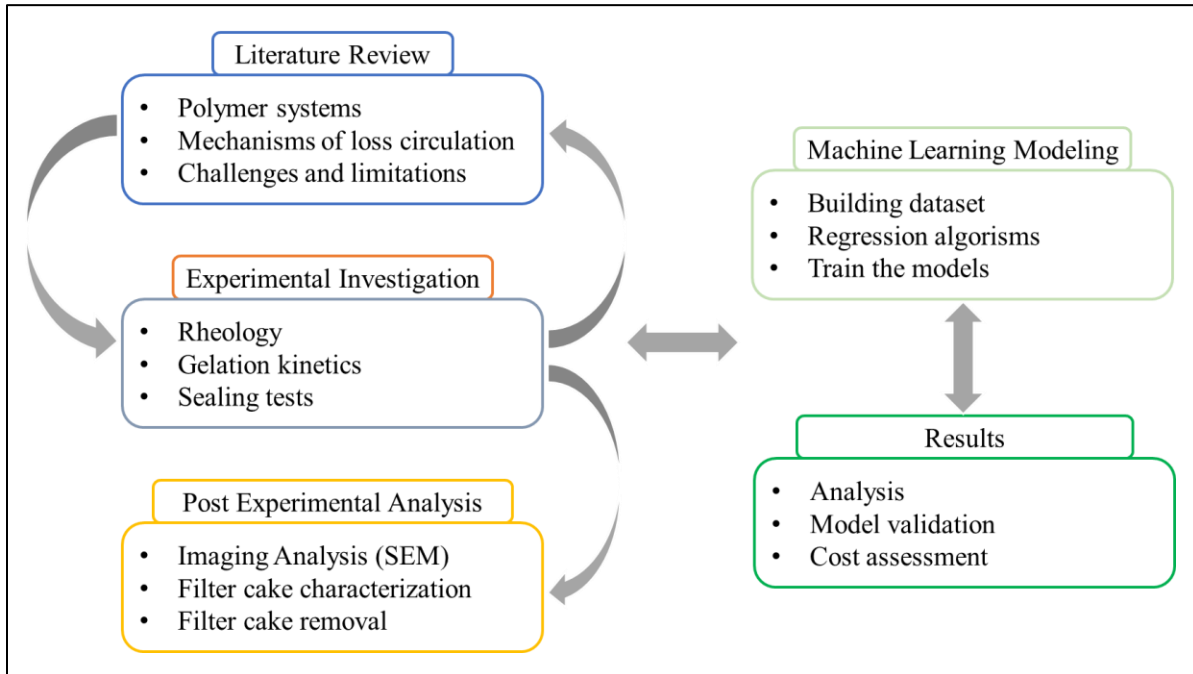 Literature Review
• Polymer systems
• Mechanisms of loss circulation
• Challenges and limitations
Experimental Investigation
• Rheology
• Gelation kinetics
• Sealing tests
Post Experimental Analysis
• Imaging Analysis (SEM)
• Filter cake characterization
• Filter cake removal
Machine Learning Modeling
• Building dataset
• Regression algorisms
• Train the models
Results
• Analysis
• Model validation
• Cost assessment